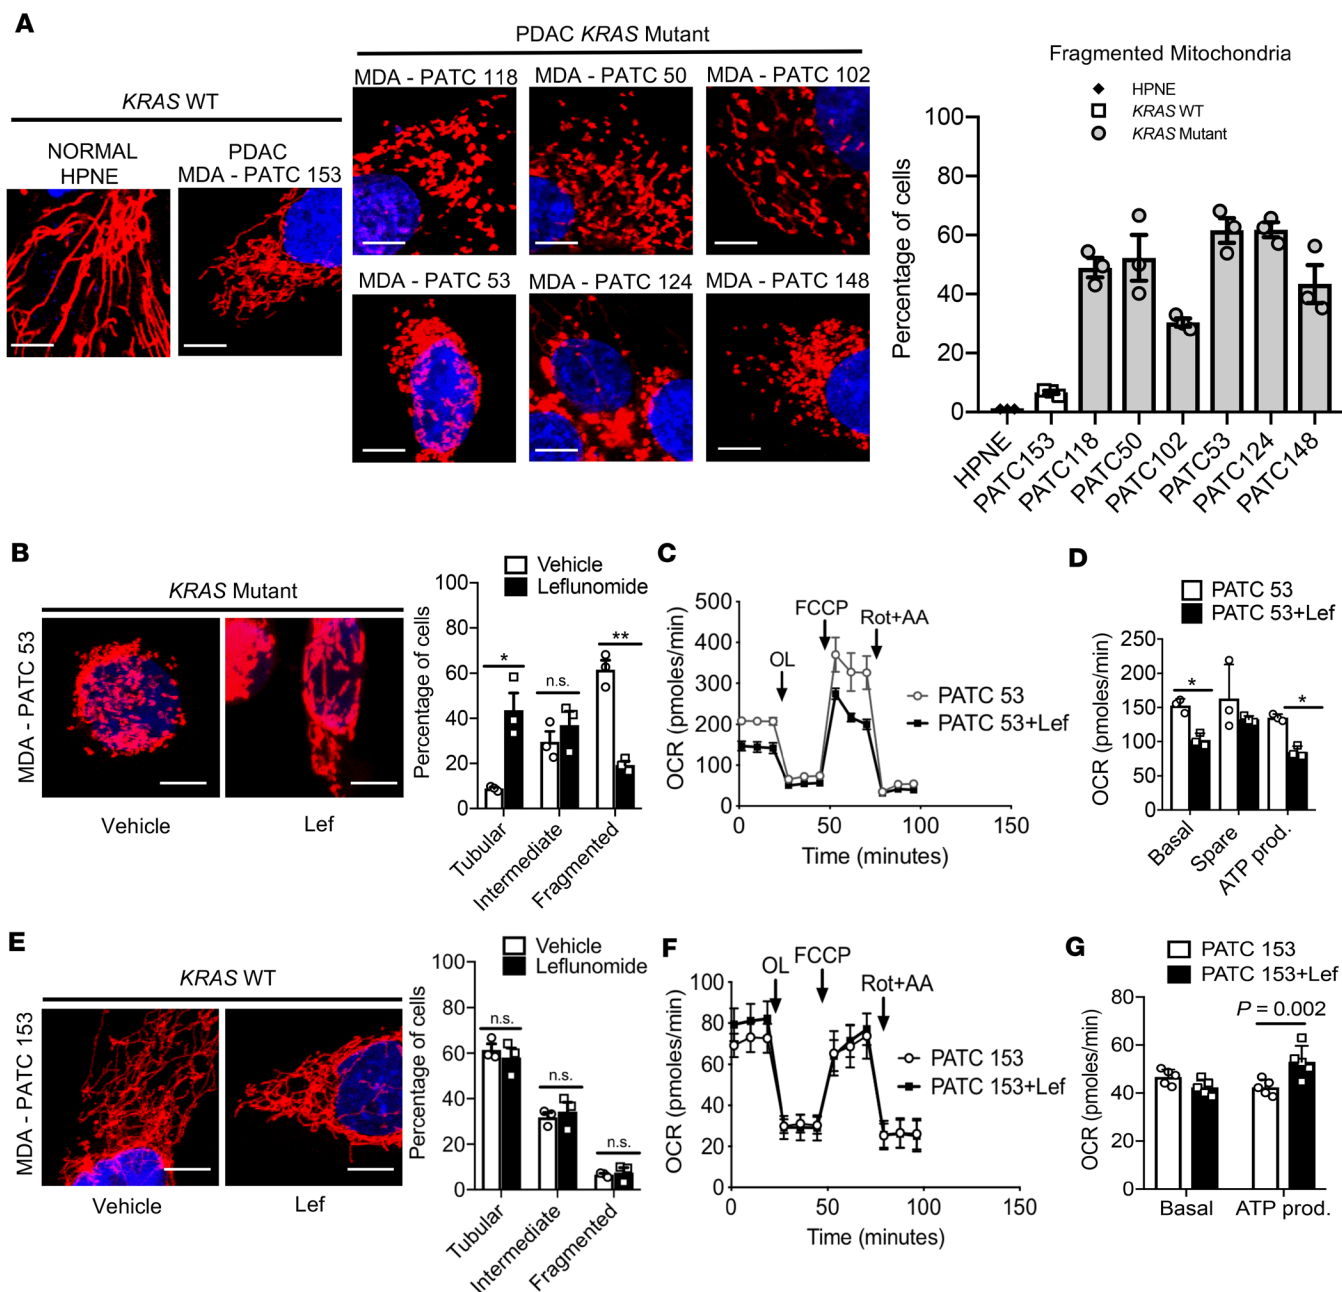 A
PDAC KRAS Mutant
KRAS WT
NORMAL
HPNE
PDAC
MDA - PATC 153
MDA - PATC 118
MDA - PATC 50
MDA - PATC 102
MDA - PATC 53
MDA - PATC 124
MDA - PATC 148
Fragmented Mitochondria
HPNE
KRAS WT
KRAS Mutant
Percentage of cells
100
80
60
40
20
0
HPNE
PATC153
PATC118
PATC50
PATC102
PATC53
PATC124
PATC148
B
KRAS Mutant
MDA - PATC 53
Vehicle
Lef
Vehicle
Leflunomide
Percentage of cells
100
80
60
40
20
0
*
n.s.
**
Tubular
Intermediate
Fragmented
C
OCR (pmoles/min)
500
400
300
200
100
0
OL
FCCP
Rot+AA
PATC 53
PATC 53+Lef
0
50
100
150
Time (minutes)
D
PATC 53
PATC 53+Lef
OCR (pmoles/min)
250
200
150
100
50
0
*
*
Basal
Spare
ATP prod.
E
KRAS WT
MDA - PATC 153
Vehicle
Lef
Vehicle
Leflunomide
Percentage of cells
100
80
60
40
20
0
n.s.
n.s.
n.s.
Tubular
Intermediate
Fragmented
F
OCR (pmoles/min)
100
80
60
40
20
0
OL
FCCP
Rot+AA
PATC 153
PATC 153+Lef
0
50
100
150
Time (minutes)
G
PATC 153
PATC 153+Lef
OCR (pmoles/min)
80
60
40
20
0
P = 0.002
Basal
ATP prod.